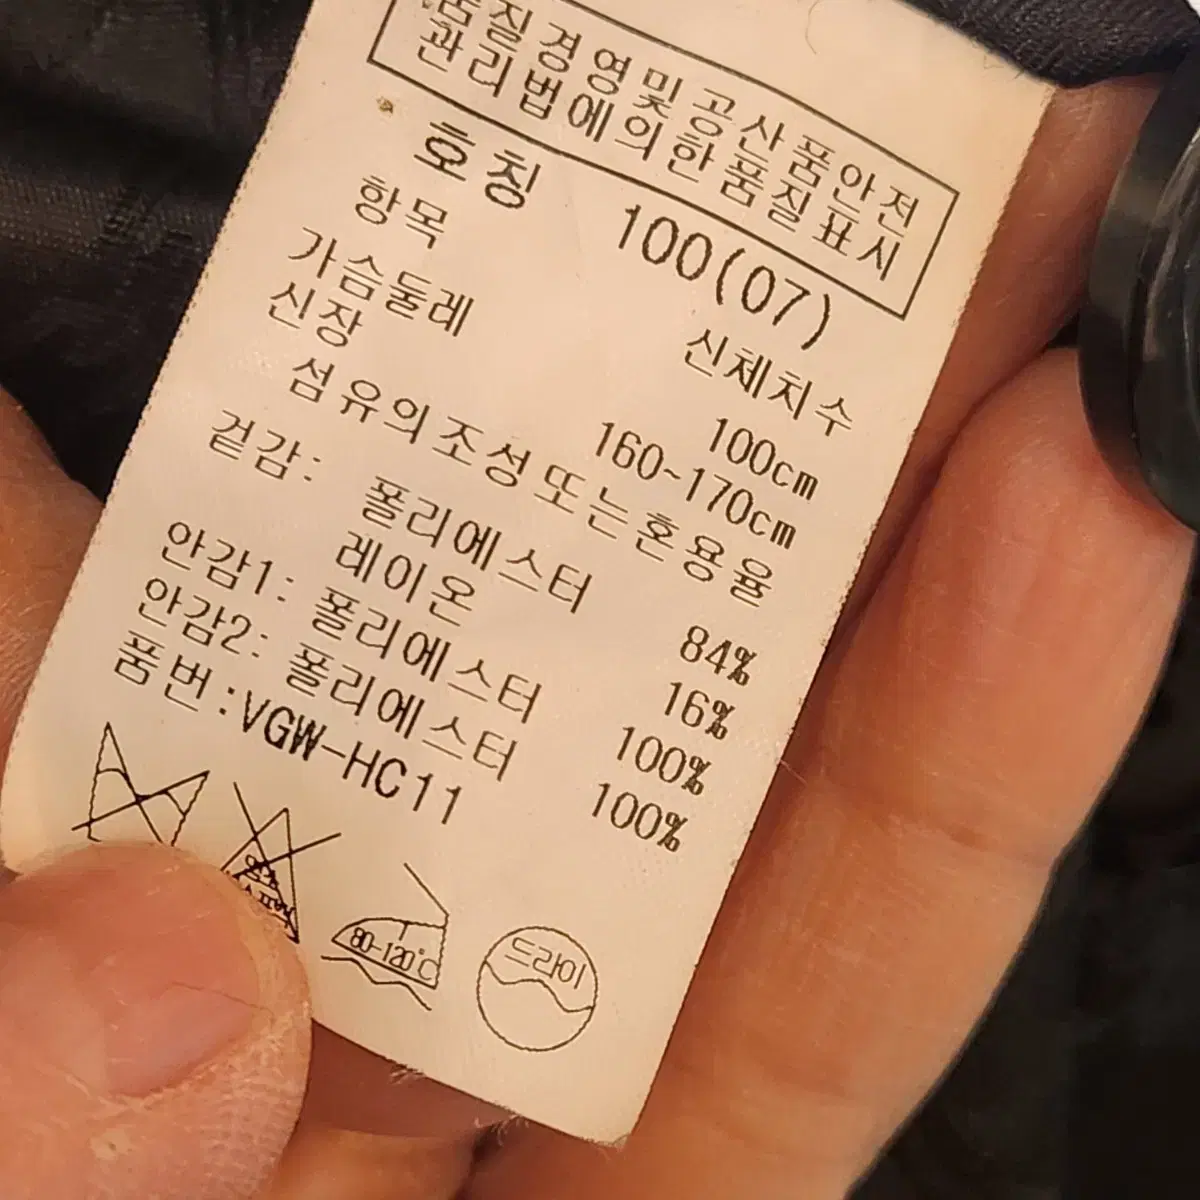 품질경영및공산품안전
관리법에의한품질표시
호칭 100(07)
항목 신체치수
가슴둘레 100cm
신장 160~170cm
섬유의조성또는혼용율
겉감: 폴리에스터 84%
레이온 16%
안감1: 폴리에스터 100%
안감2: 폴리에스터 100%
품번:VGW-HC11
80-120℃
드라이